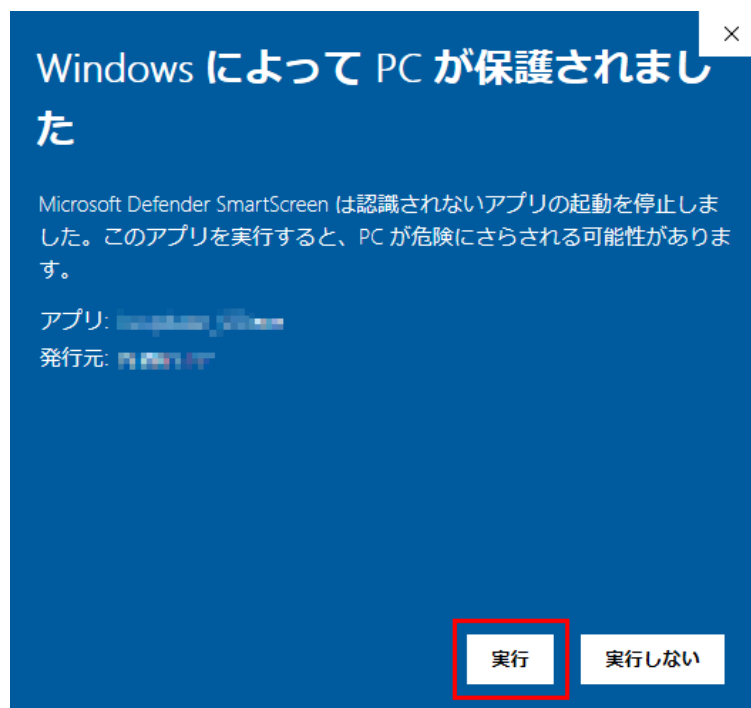 Windows によって PC が保護されまし
た
Microsoft Defender SmartScreen は認識されないアプリの起動を停止しま
した。このアプリを実行すると、PC が危険にさらされる可能性がありま
す。
アプリ:
発行元:
実行
実行しない